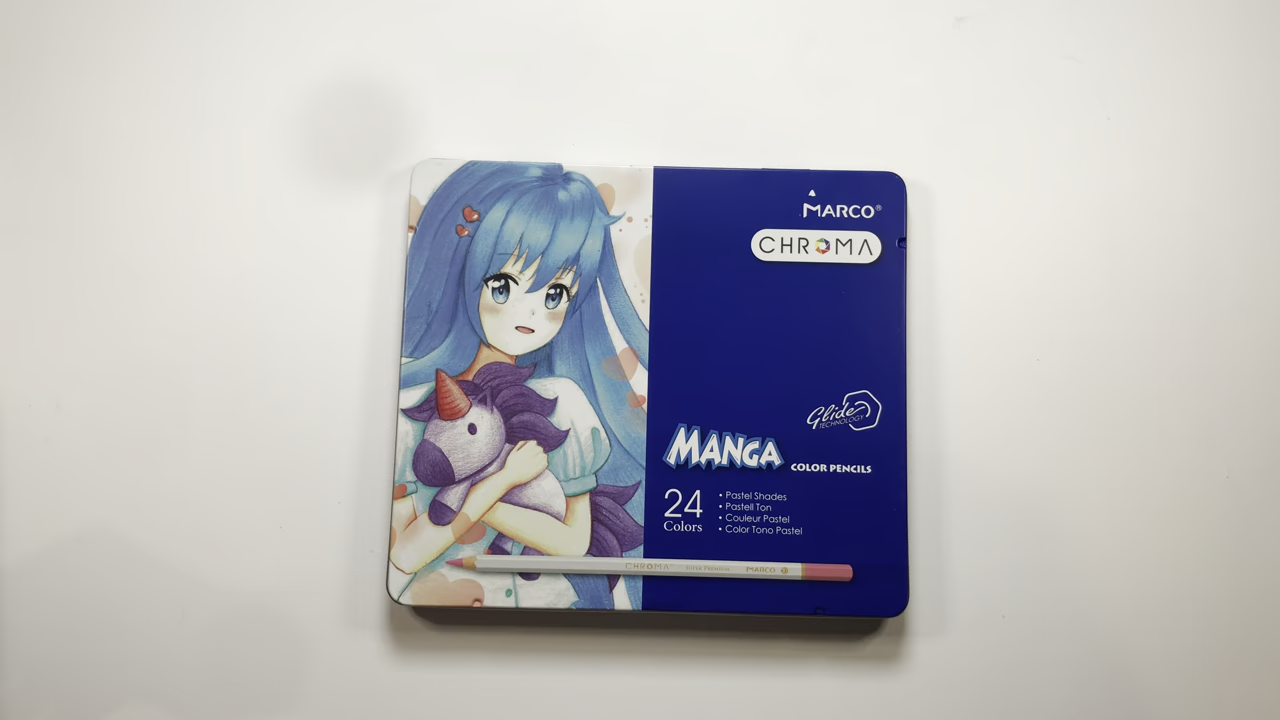 MARCO®
CHROMA
Glide
TECHNOLOGY
MANGA COLOR PENCILS
24
Colors
• Pastel Shades
• Pastell Ton
• Couleur Pastel
• Color Tono Pastel
CHROMA MARCO